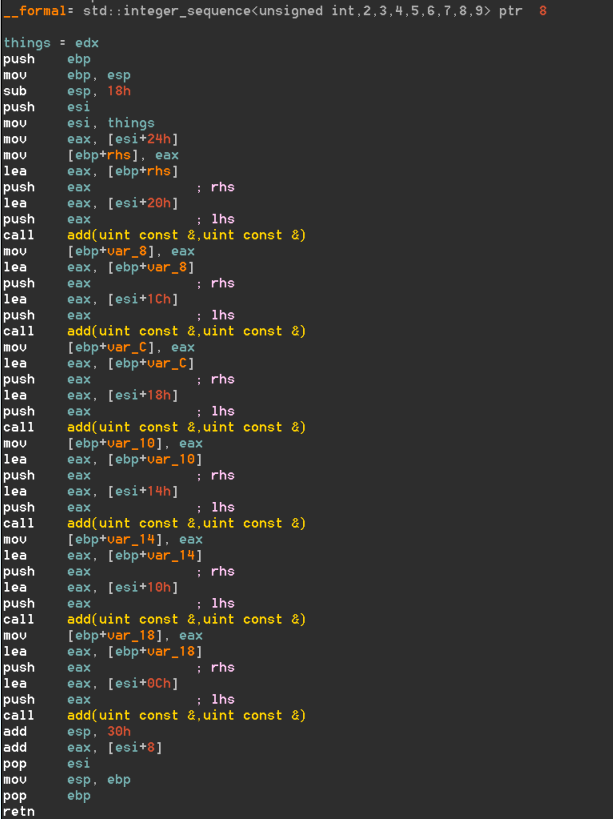 __formal= std::integer_sequence<unsigned int,2,3,4,5,6,7,8,9> ptr  8
things = edx
push    ebp
mov     ebp, esp
sub     esp, 18h
push    esi
mov     esi, things
mov     eax, [esi+24h]
mov     [ebp+rhs], eax
lea     eax, [ebp+rhs]
push    eax             ; rhs
lea     eax, [esi+20h]
push    eax             ; lhs
call    add(uint const &,uint const &)
mov     [ebp+var_8], eax
lea     eax, [ebp+var_8]
push    eax             ; rhs
lea     eax, [esi+1Ch]
push    eax             ; lhs
call    add(uint const &,uint const &)
mov     [ebp+var_C], eax
lea     eax, [ebp+var_C]
push    eax             ; rhs
lea     eax, [esi+18h]
push    eax             ; lhs
call    add(uint const &,uint const &)
mov     [ebp+var_10], eax
lea     eax, [ebp+var_10]
push    eax             ; rhs
lea     eax, [esi+14h]
push    eax             ; lhs
call    add(uint const &,uint const &)
mov     [ebp+var_14], eax
lea     eax, [ebp+var_14]
push    eax             ; rhs
lea     eax, [esi+10h]
push    eax             ; lhs
call    add(uint const &,uint const &)
mov     [ebp+var_18], eax
lea     eax, [ebp+var_18]
push    eax             ; rhs
lea     eax, [esi+0Ch]
push    eax             ; lhs
call    add(uint const &,uint const &)
add     esp, 30h
add     eax, [esi+8]
pop     esi
mov     esp, ebp
pop     ebp
retn